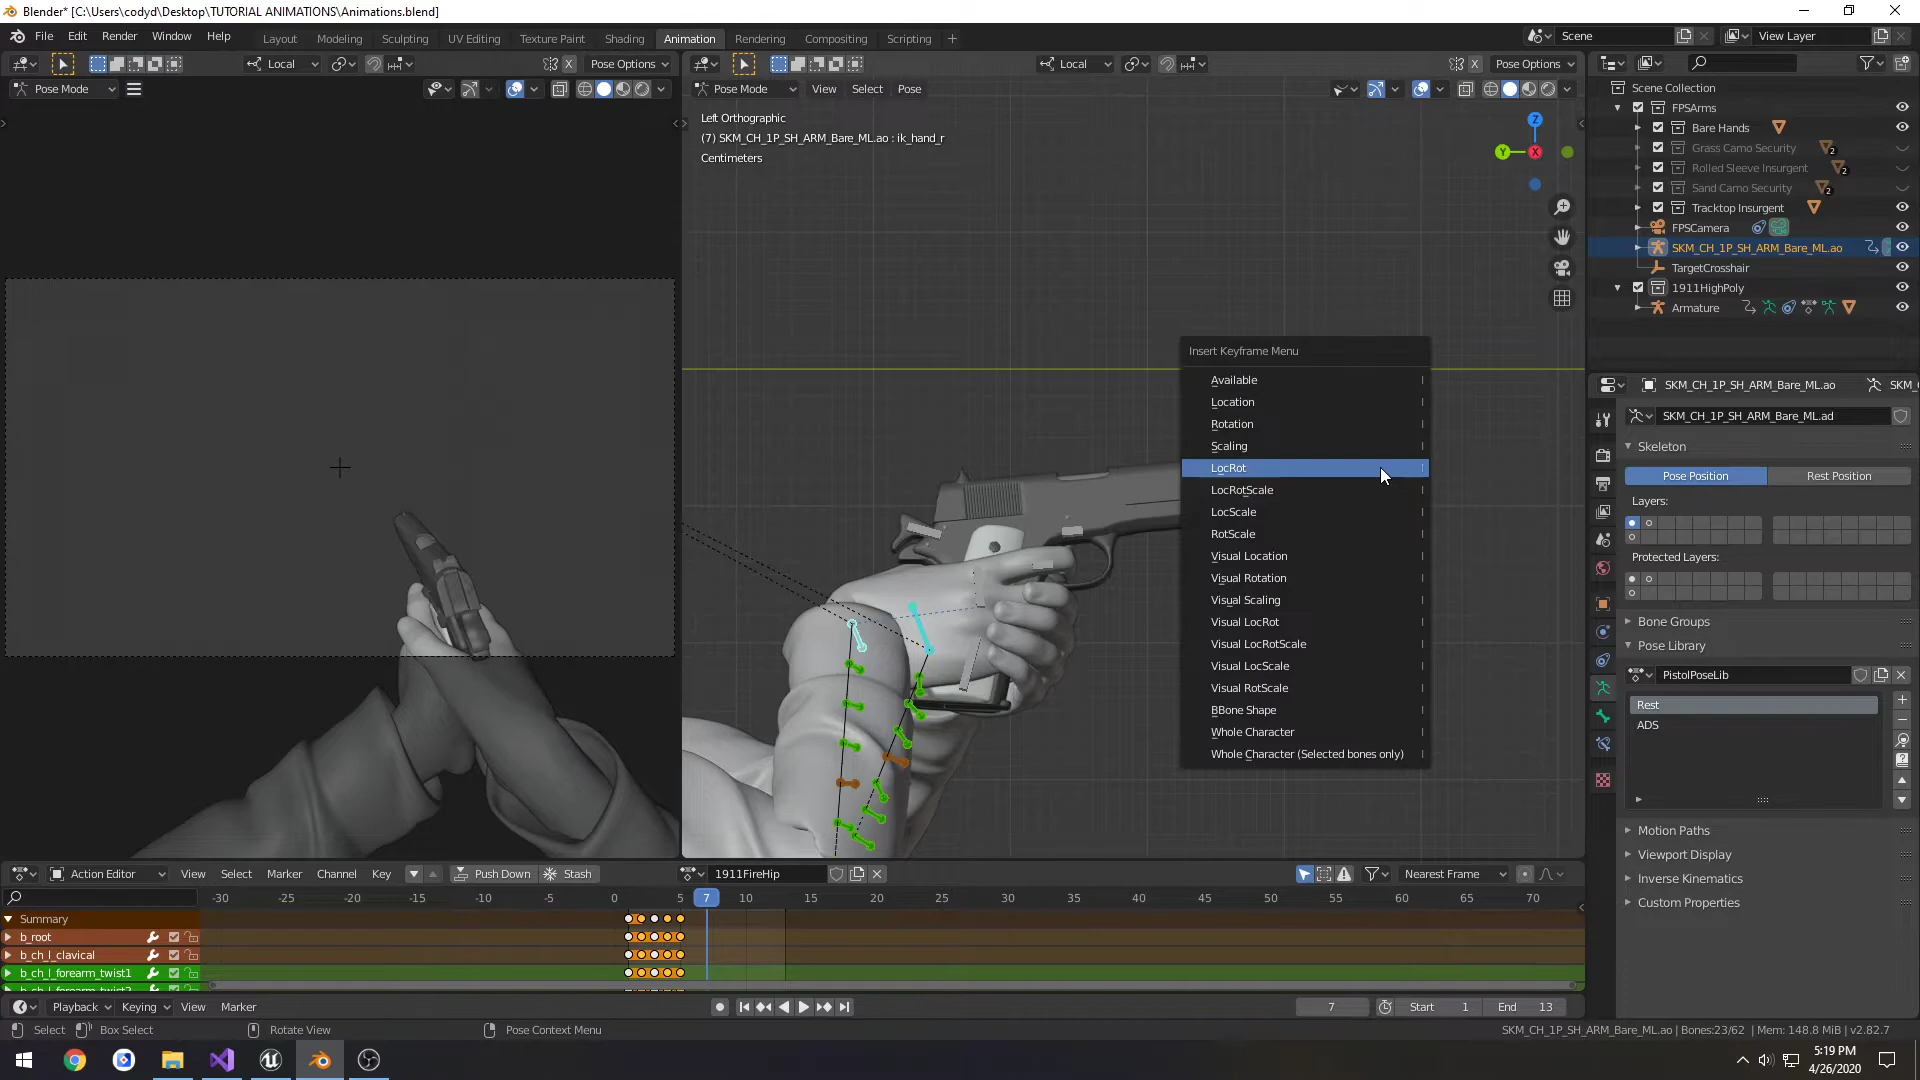 Blender* [C:\Users\codyd\Desktop\TUTORIAL ANIMATIONS\Animations.blend]
File Edit Render Window Help
Layout Modeling Sculpting UV Editing Texture Paint Shading Animation Rendering Compositing Scripting +
Scene View Layer
Local Pose Options
Local Pose Options
Pose Mode
Pose Mode View Select Pose
Left Orthographic
(7) SKM_CH_1P_SH_ARM_Bare_ML.ao : ik_hand_r
Centimeters
Z
Y X
Insert Keyframe Menu
Available I
Location I
Rotation I
Scaling I
LocRot I
LocRotScale I
LocScale I
RotScale I
Visual Location I
Visual Rotation I
Visual Scaling I
Visual LocRot I
Visual LocRotScale I
Visual LocScale I
Visual RotScale I
BBone Shape I
Whole Character I
Whole Character (Selected bones only) I
Scene Collection
FPSArms
Bare Hands
Grass Camo Security 2
Rolled Sleeve Insurgent 2
Sand Camo Security 2
Tracktop Insurgent
FPSCamera
SKM_CH_1P_SH_ARM_Bare_ML.ao
TargetCrosshair
1911HighPoly
Armature
SKM_CH_1P_SH_ARM_Bare_ML.ao SKM_
SKM_CH_1P_SH_ARM_Bare_ML.ad
Skeleton
Pose Position Rest Position
Layers:
Protected Layers:
Bone Groups
Pose Library
PistolPoseLib
Rest
ADS
Motion Paths
Viewport Display
Inverse Kinematics
Custom Properties
Action Editor View Select Marker Channel Key Push Down Stash 1911FireHip Nearest Frame
-30 -25 -20 -15 -10 -5 0 5 7 10 15 20 25 30 35 40 45 50 55 60 65 70
Summary
b_root
b_ch_l_clavical
b_ch_l_forearm_twist1
b_ch_l_forearm_twist2
Playback Keying View Marker 7 Start 1 End 13
Select Box Select Rotate View Pose Context Menu SKM_CH_1P_SH_ARM_Bare_ML.ao | Bones:23/62 | Mem: 148.8 MiB | v2.82.7
5:19 PM
4/26/2020